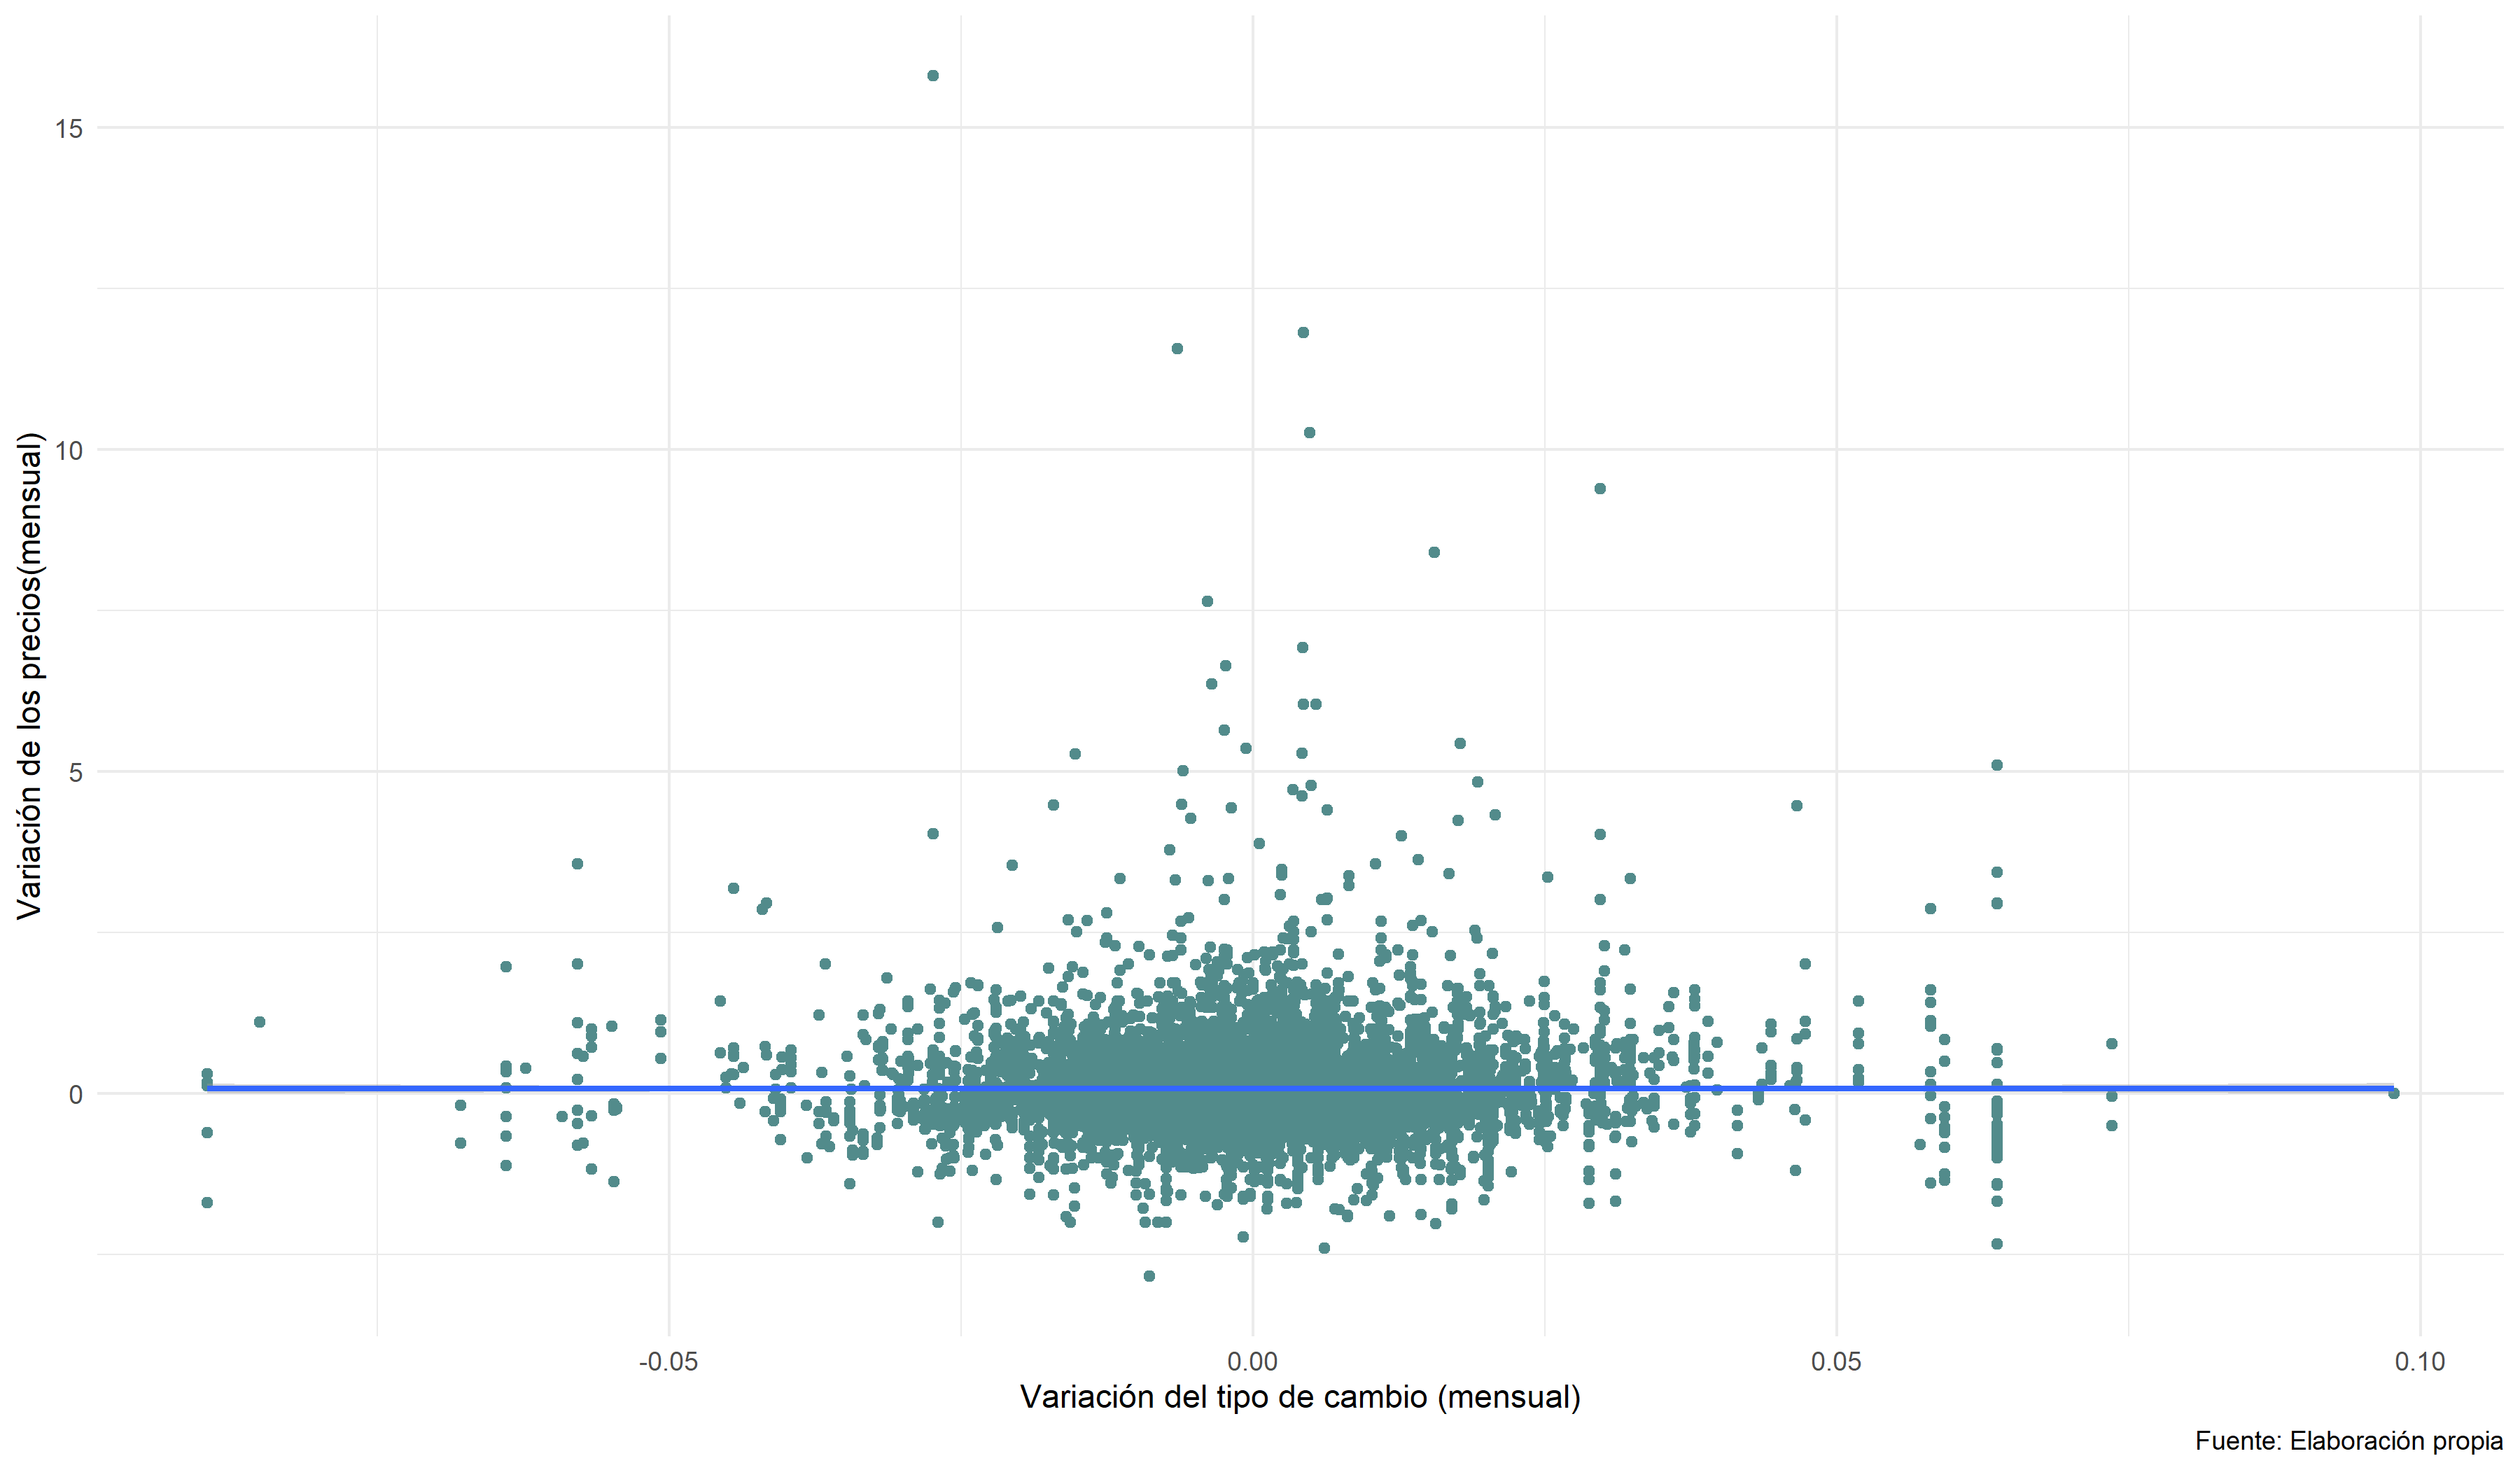 15
10
5
0
Variación de los precios(mensual)
-0.05
0.00
0.05
0.10
Variación del tipo de cambio (mensual)
Fuente: Elaboración propia